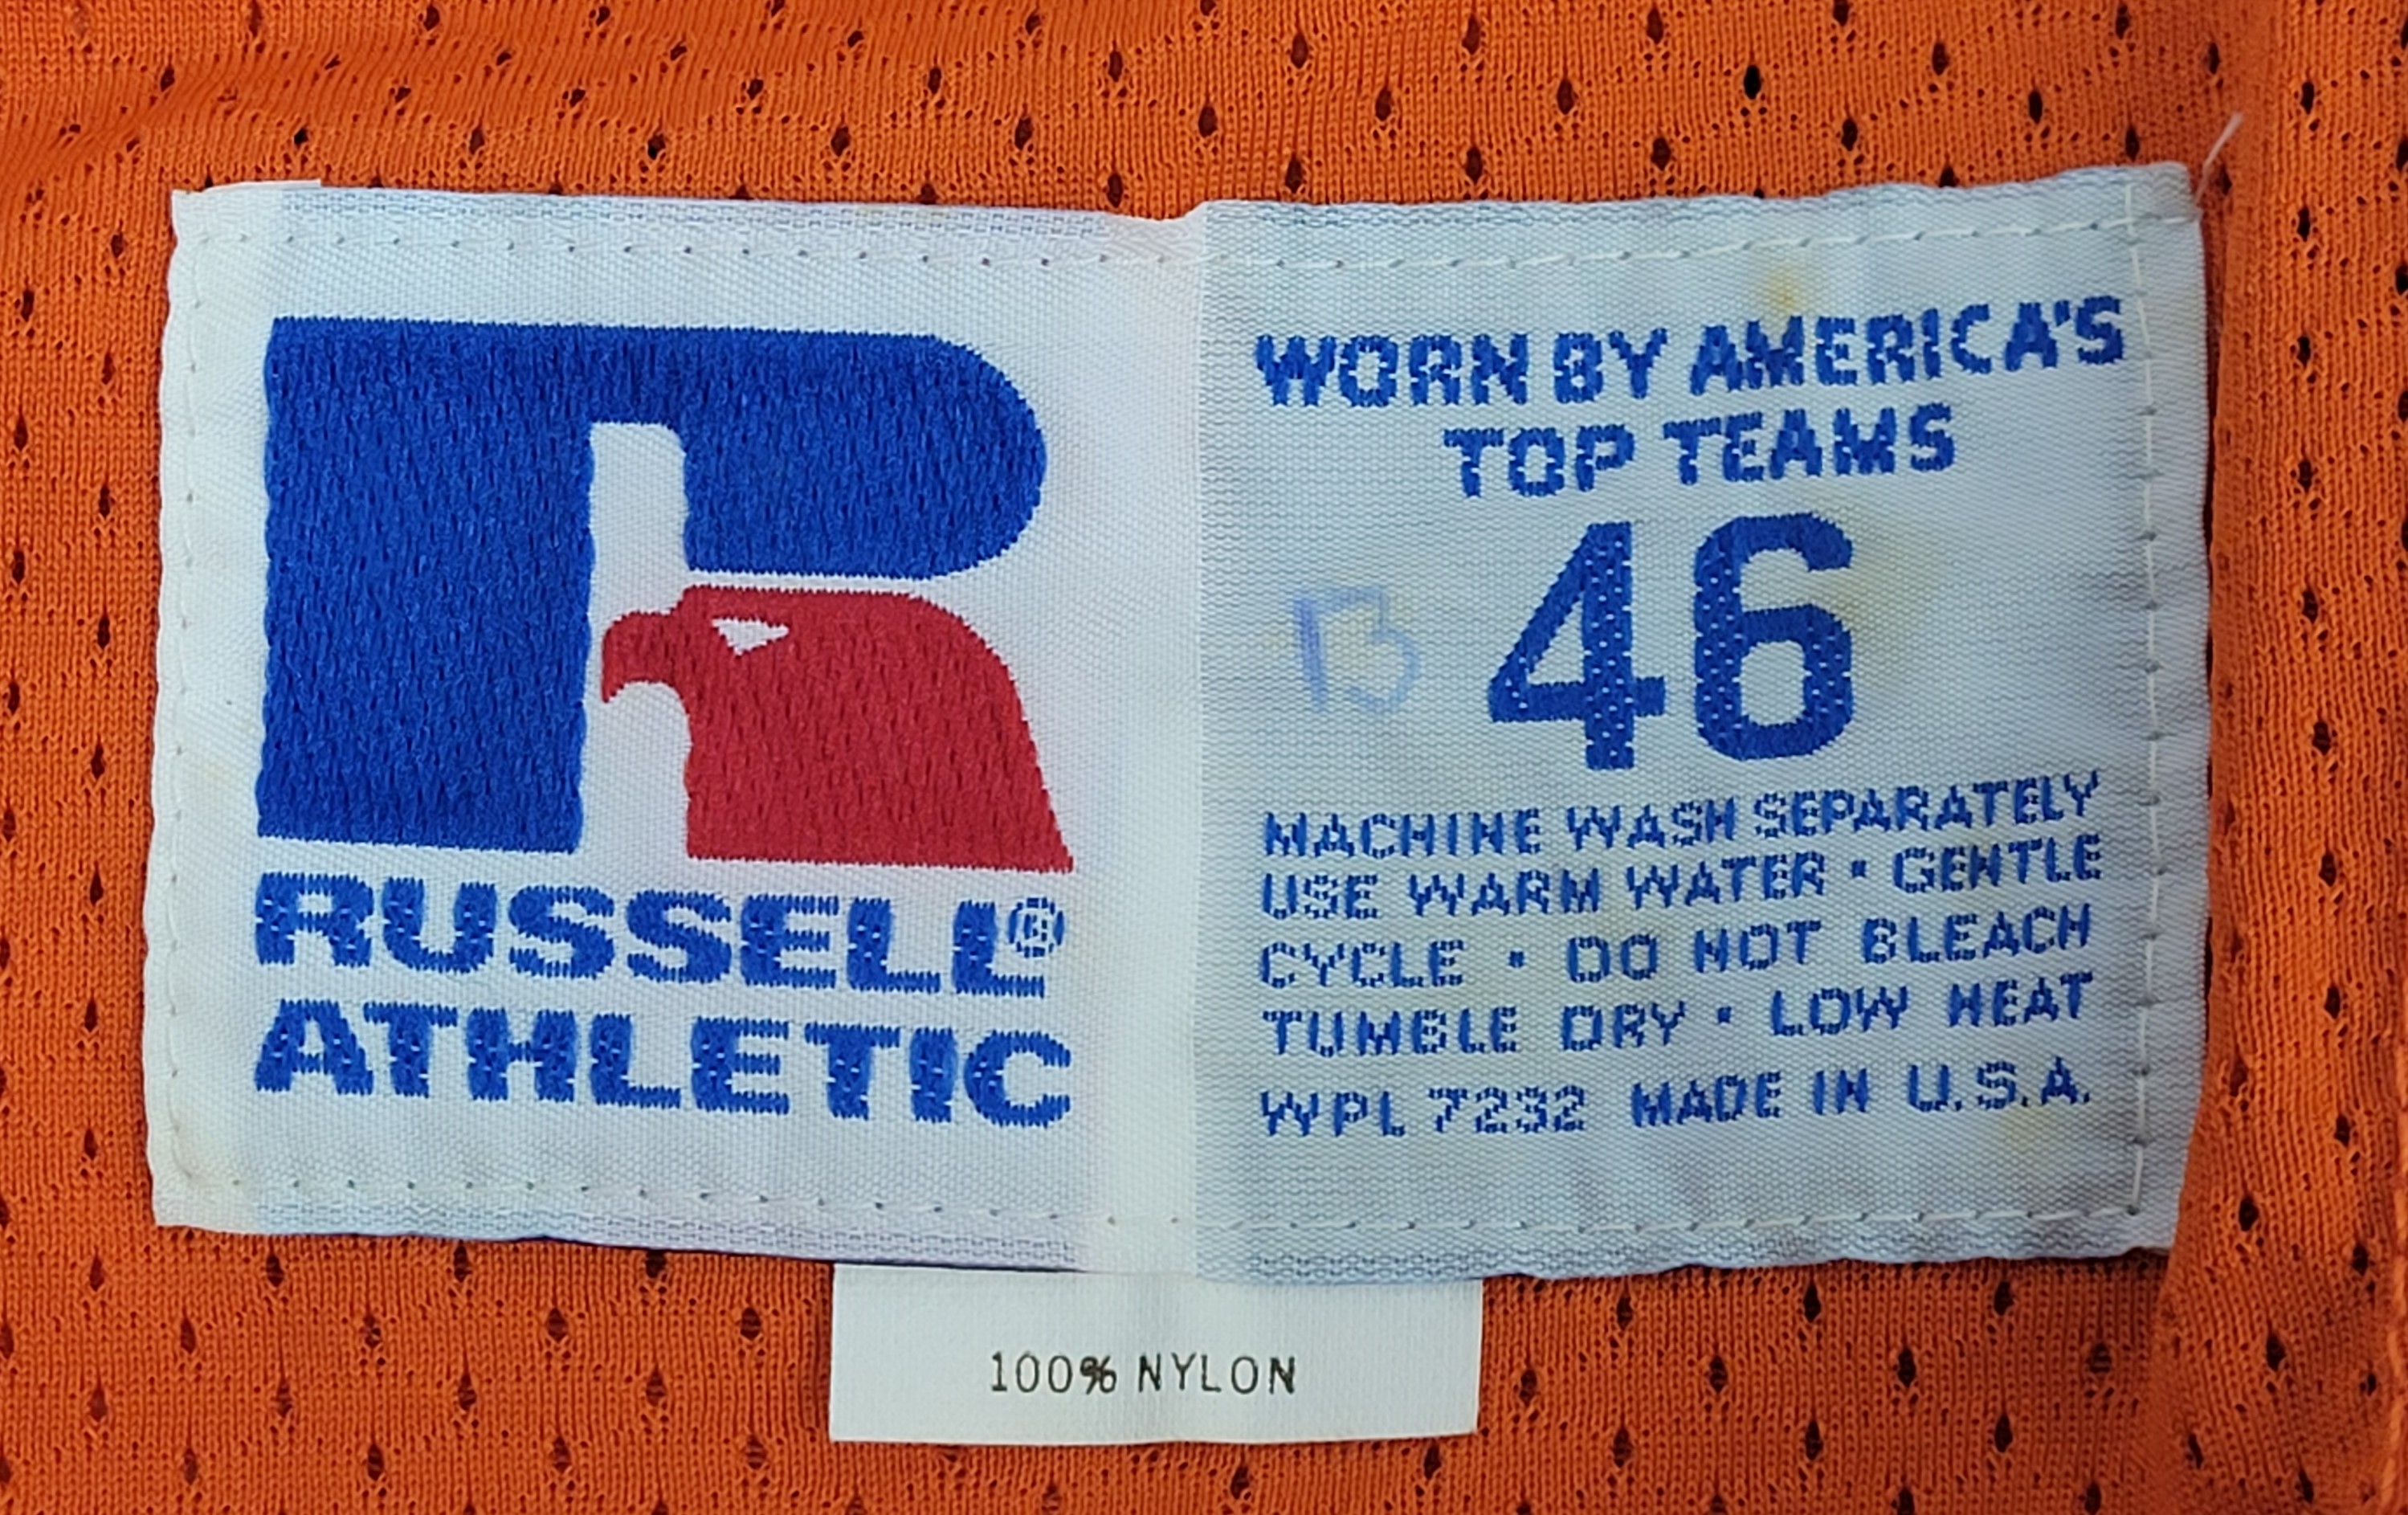 RUSSELL®
ATHLETIC
WORN BY AMERICA'S
TOP TEAMS
46
MACHINE WASH SEPARATELY
USE WARM WATER · GENTLE
CYCLE · DO NOT BLEACH
TUMBLE DRY · LOW HEAT
WPL 7232 MADE IN U.S.A.
100% NYLON